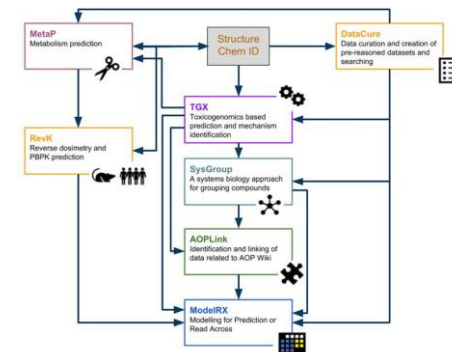 MetaP
Metabolism prediction
Structure
Chem ID
DataCure
Data curation and creation of
pre-reasoned datasets and
searching
TGX
Toxicogenomics based
prediction and mechanism
identification
RevK
Reverse dosimetry and
PBPK prediction
SysGroup
A systems biology approach
for grouping compounds
AOPLink
Identification and linking of
data related to AOP Wiki
ModelRX
Modelling for Prediction or
Read Across